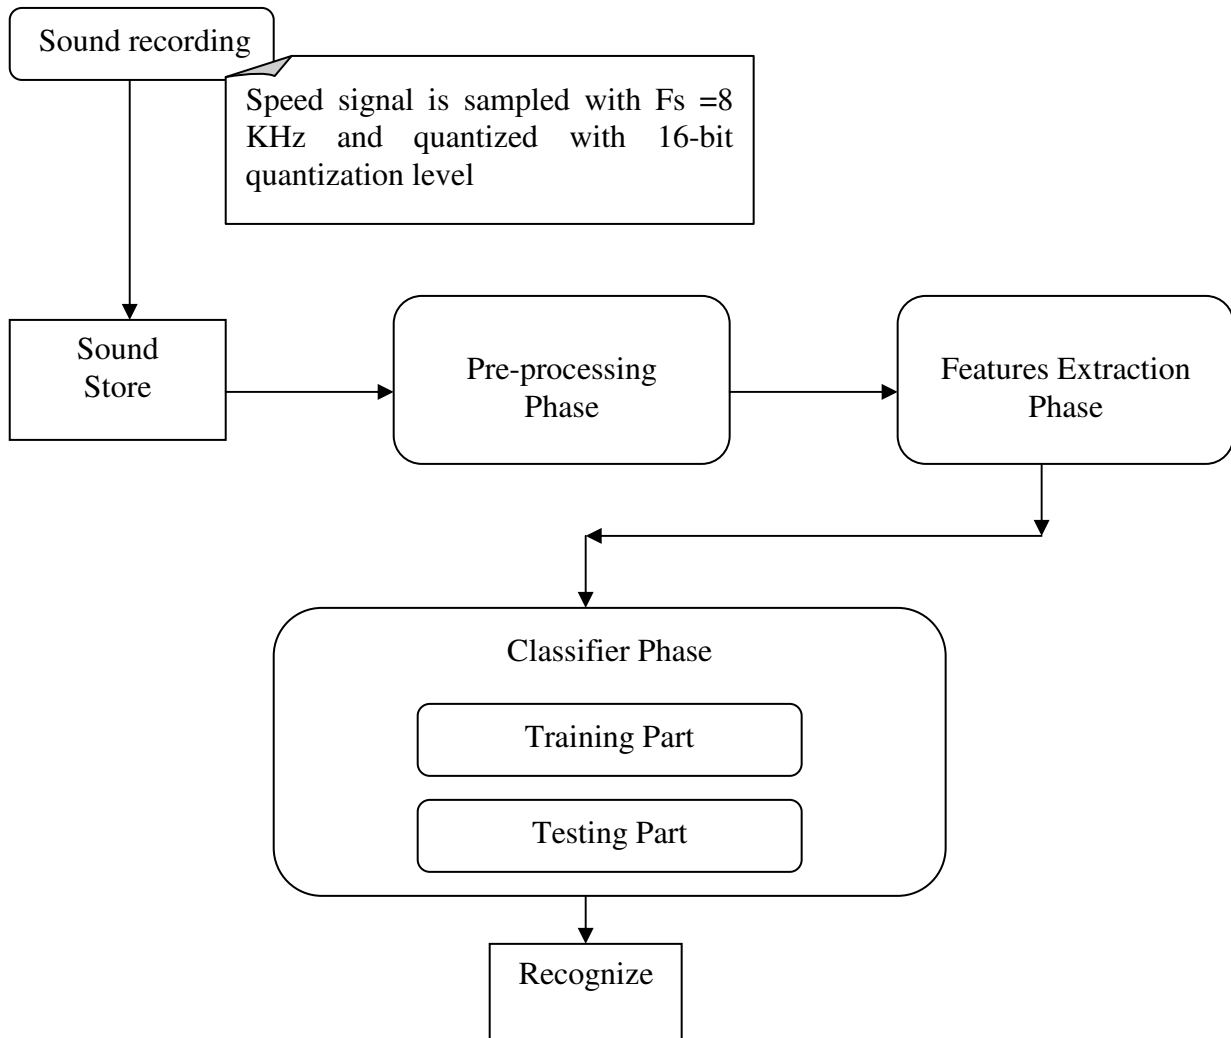 Sound recording
Speed signal is sampled with Fs =8
KHz and quantized with 16-bit
quantization level
Sound
Store
Pre-processing
Phase
Features Extraction
Phase
Classifier Phase
Training Part
Testing Part
Recognize